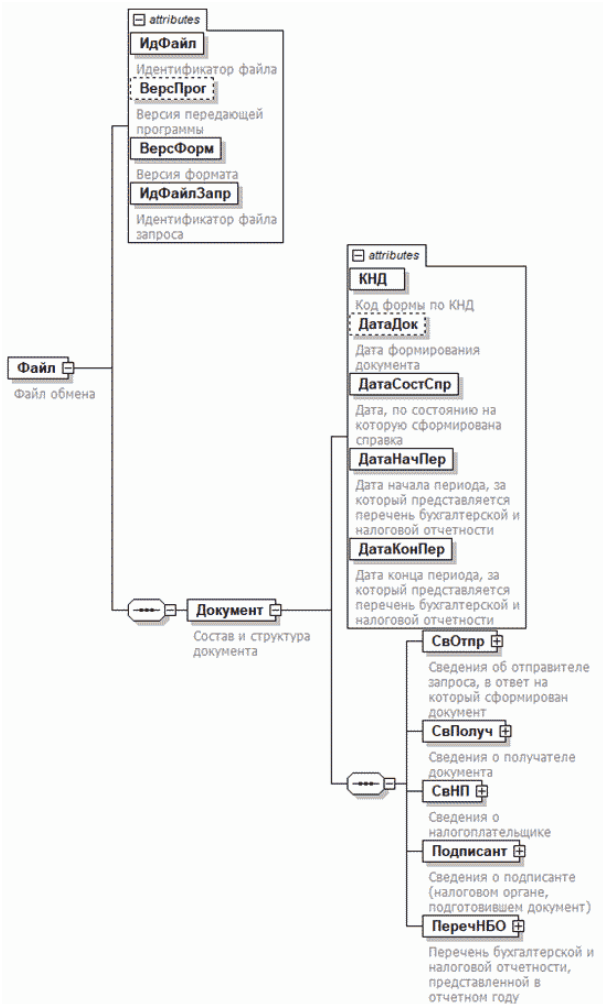 attributes
ИдФайл
Идентификатор файла
ВерсПрог
Версия передающей
программы
ВерсФорм
Версия формата
ИдФайлЗапр
Идентификатор файла
запроса
Файл
Файл обмена
Документ
Состав и структура
документа
attributes
КНД
Код формы по КНД
ДатаДок
Дата формирования
документа
ДатаСостСпр
Дата, по состоянию на
которую сформирована
справка
ДатаНачПер
Дата начала периода, за
который представляется
перечень бухгалтерской и
налоговой отчетности
ДатаКонПер
Дата конца периода, за
который представляется
перечень бухгалтерской и
налоговой отчетности
СвОтпр
Сведения об отправителе
запроса, в ответ на
который сформирован
документ
СвПолуч
Сведения о получателе
документа
СвНП
Сведения о
налогоплательщике
Подписант
Сведения о подписанте
(налоговом органе,
подготовившем документ)
ПеречНБО
Перечень бухгалтерской и
налоговой отчетности,
представленной в
отчетном году